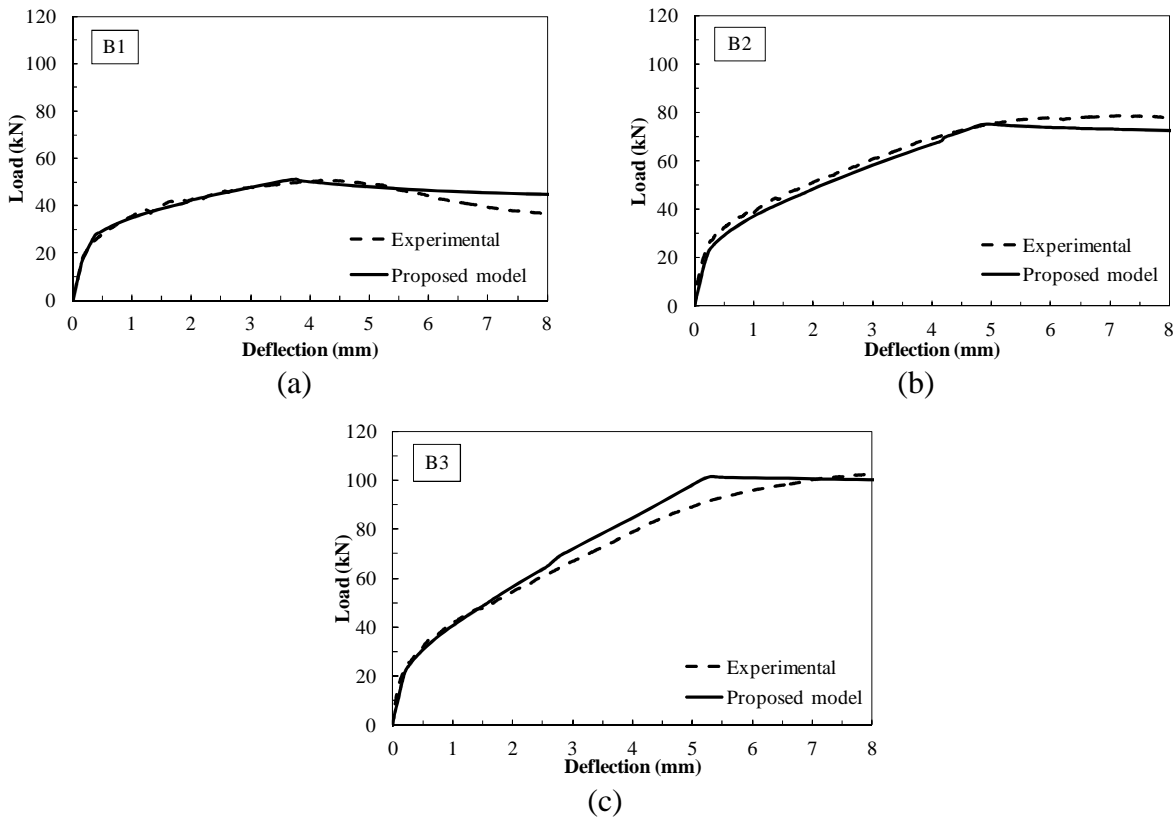 B1
Load (kN)
120
100
80
60
40
20
0
Experimental
Proposed model
0 1 2 3 4 5 6 7 8
Deflection (mm)
(a)
B2
Load (kN)
120
100
80
60
40
20
0
Experimental
Proposed model
0 1 2 3 4 5 6 7 8
Deflection (mm)
(b)
B3
Load (kN)
120
100
80
60
40
20
0
Experimental
Proposed model
0 1 2 3 4 5 6 7 8
Deflection (mm)
(c)